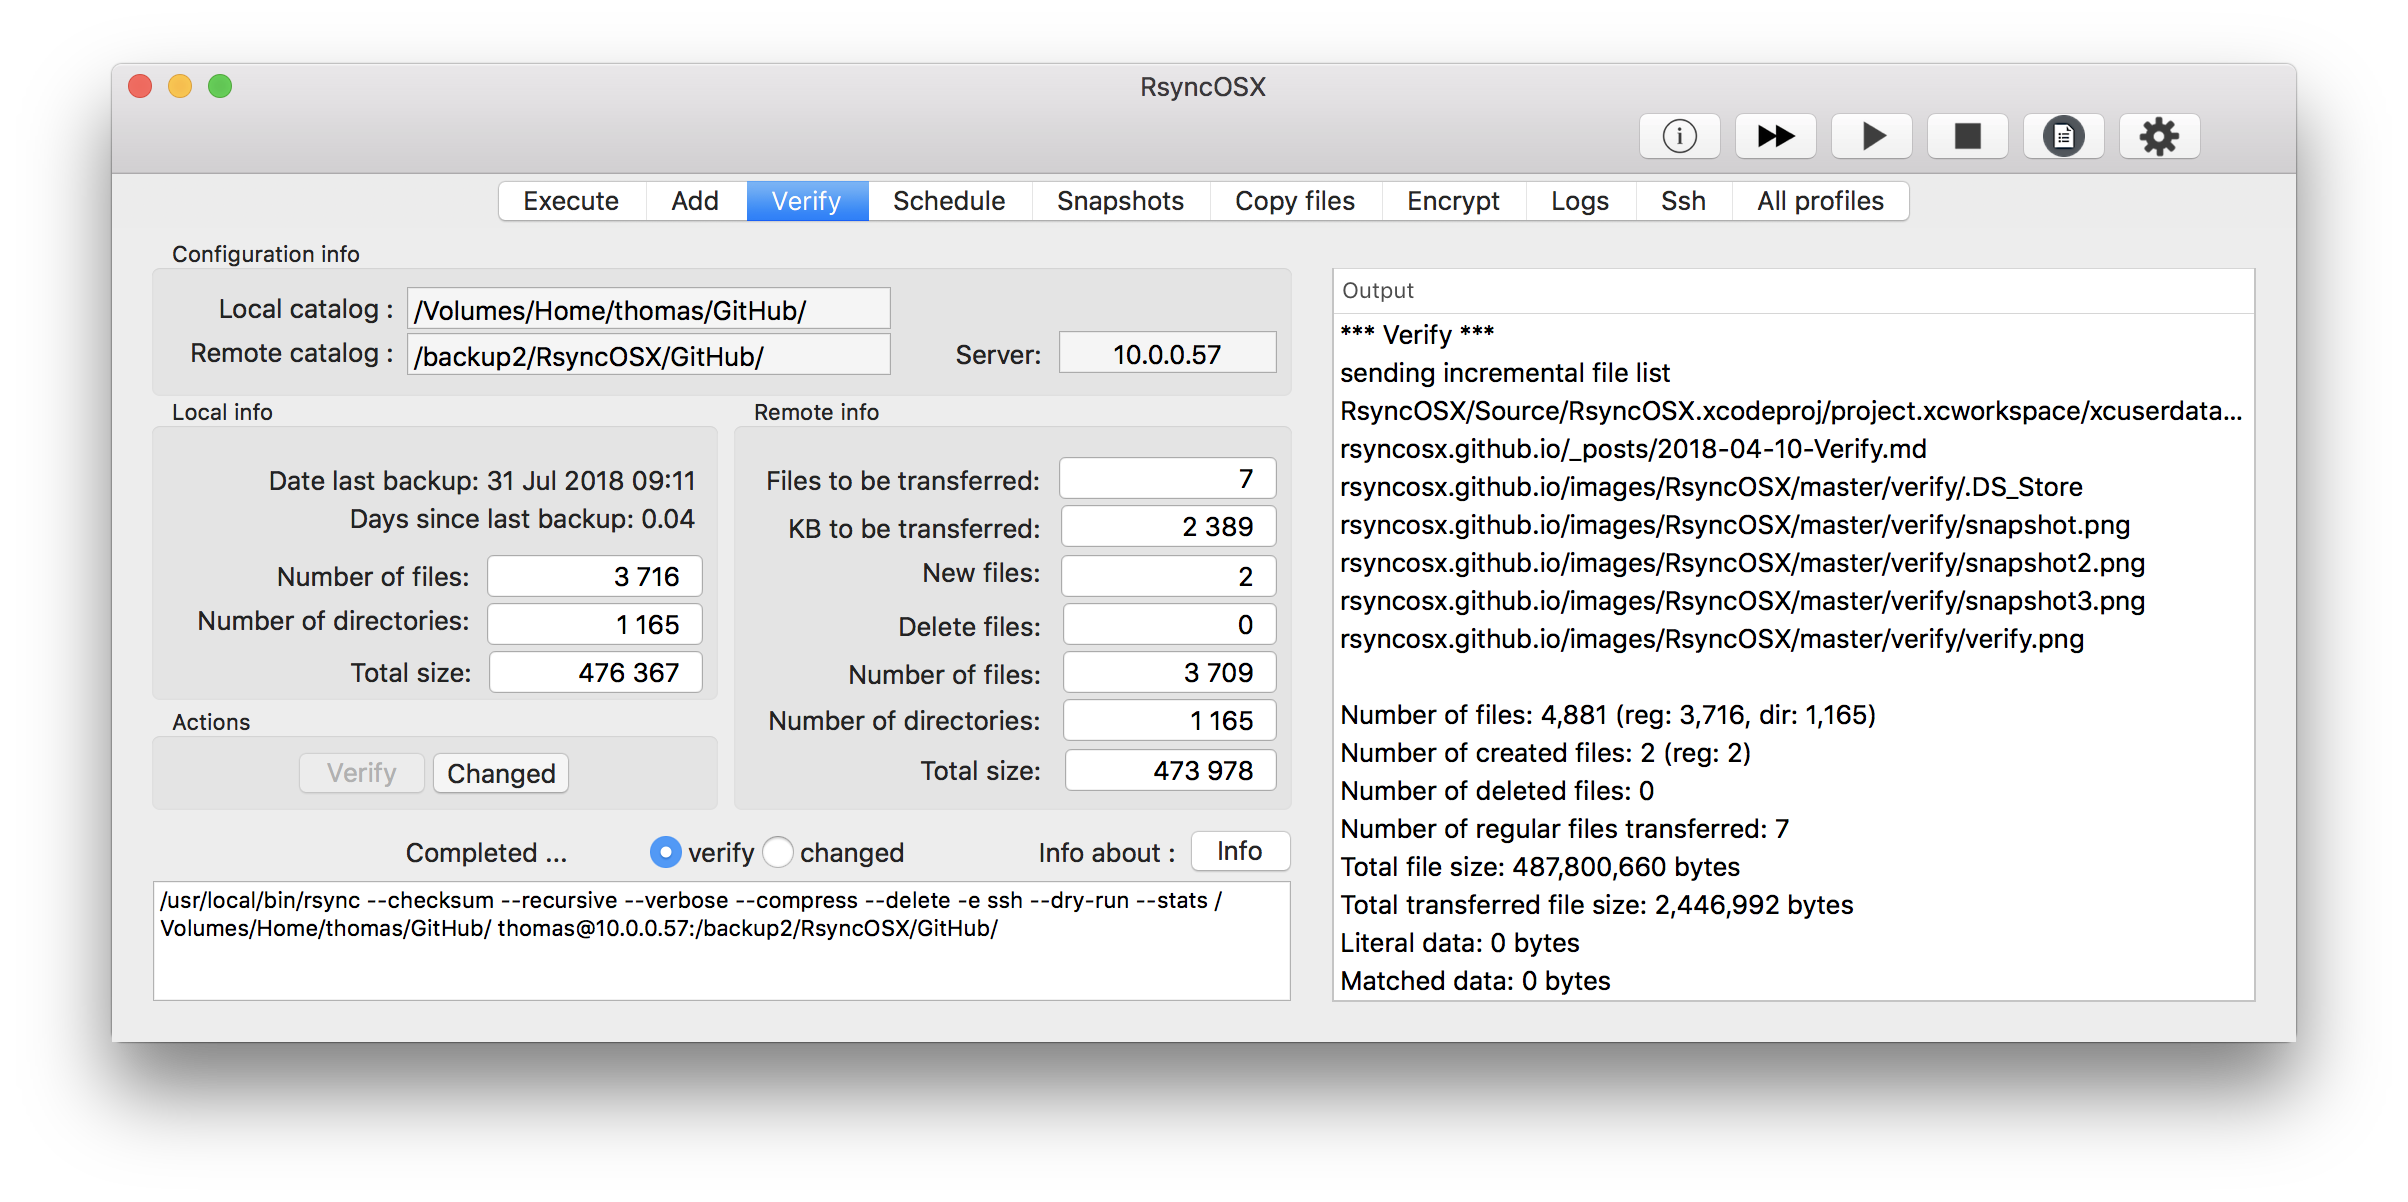 RsyncOSX
Execute Add Verify Schedule Snapshots Copy files Encrypt Logs Ssh All profiles
Configuration info
Local catalog : /Volumes/Home/thomas/GitHub/
Remote catalog : /backup2/RsyncOSX/GitHub/
Server: 10.0.0.57
Local info
Date last backup: 31 Jul 2018 09:11
Days since last backup: 0.04
Number of files: 3 716
Number of directories: 1 165
Total size: 476 367
Remote info
Files to be transferred: 7
KB to be transferred: 2 389
New files: 2
Delete files: 0
Number of files: 3 709
Number of directories: 1 165
Total size: 473 978
Actions
Verify Changed
Completed ... verify changed Info about : Info
/usr/local/bin/rsync --checksum --recursive --verbose --compress --delete -e ssh --dry-run --stats /
Volumes/Home/thomas/GitHub/ thomas@10.0.0.57:/backup2/RsyncOSX/GitHub/
Output
*** Verify ***
sending incremental file list
RsyncOSX/Source/RsyncOSX.xcodeproj/project.xcworkspace/xcuserdata...
rsyncosx.github.io/_posts/2018-04-10-Verify.md
rsyncosx.github.io/images/RsyncOSX/master/verify/.DS_Store
rsyncosx.github.io/images/RsyncOSX/master/verify/snapshot.png
rsyncosx.github.io/images/RsyncOSX/master/verify/snapshot2.png
rsyncosx.github.io/images/RsyncOSX/master/verify/snapshot3.png
rsyncosx.github.io/images/RsyncOSX/master/verify/verify.png
Number of files: 4,881 (reg: 3,716, dir: 1,165)
Number of created files: 2 (reg: 2)
Number of deleted files: 0
Number of regular files transferred: 7
Total file size: 487,800,660 bytes
Total transferred file size: 2,446,992 bytes
Literal data: 0 bytes
Matched data: 0 bytes